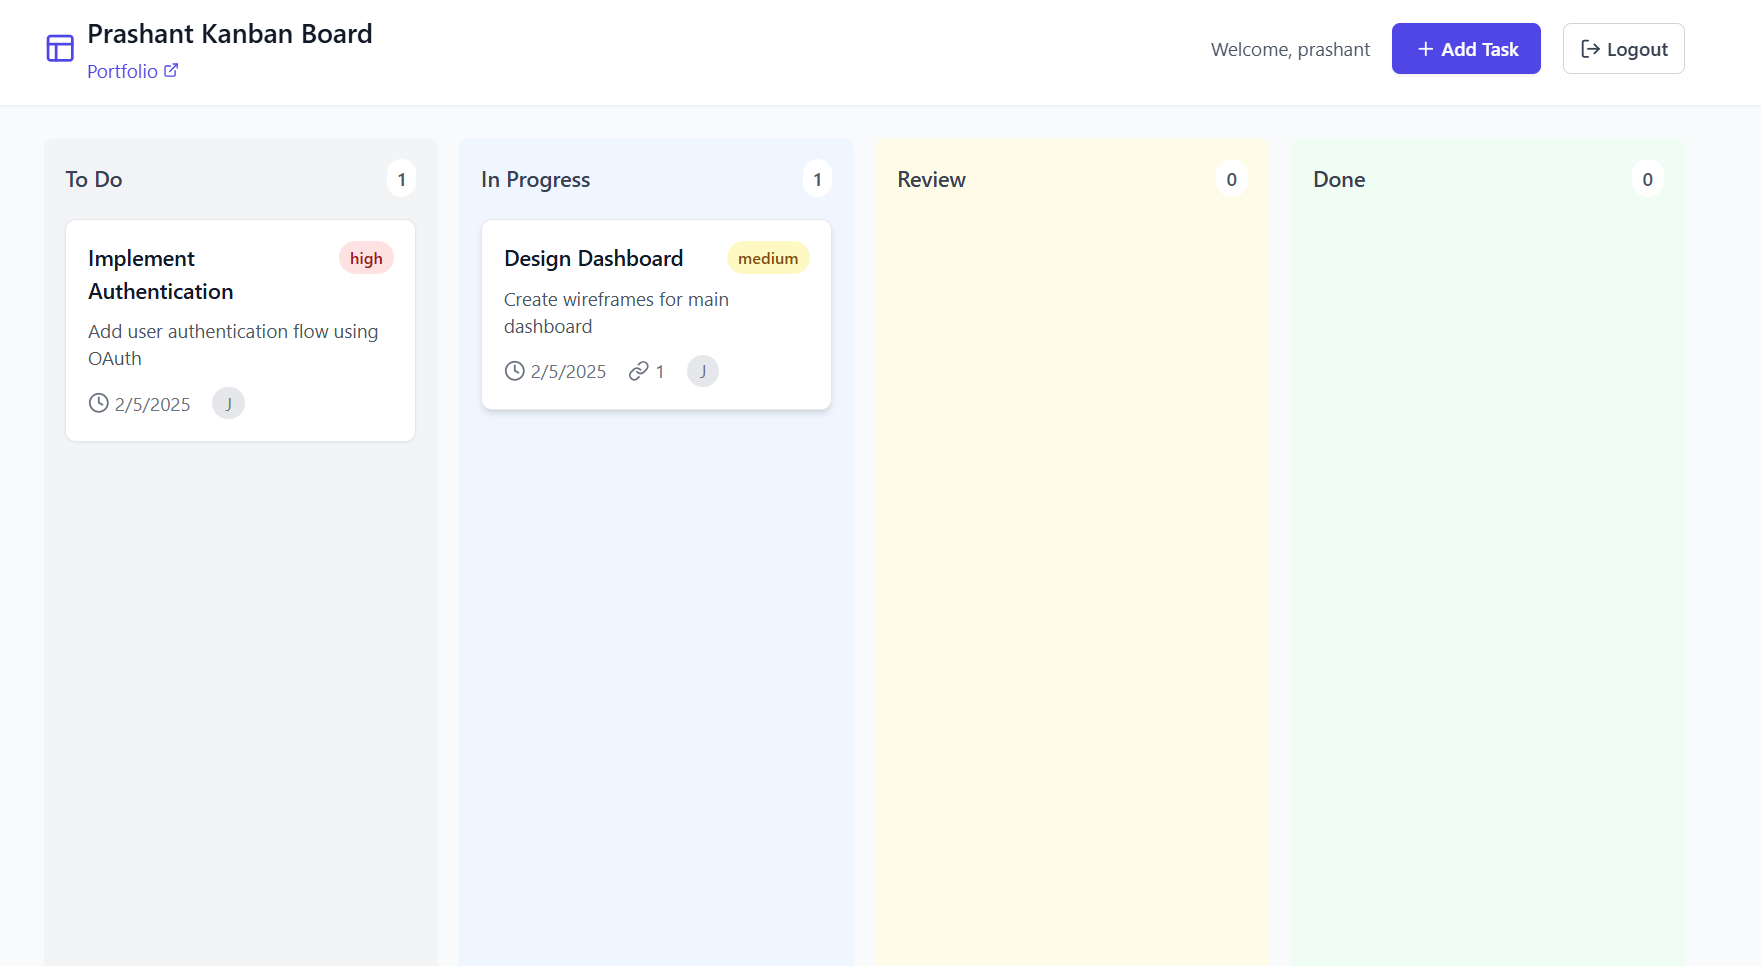 Prashant Kanban Board
Portfolio
Welcome, prashant
Add Task
Logout
To Do
1
Implement
Authentication
high
Add user authentication flow using
OAuth
2/5/2025
J
In Progress
1
Design Dashboard
medium
Create wireframes for main
dashboard
2/5/2025
1
J
Review
0
Done
0